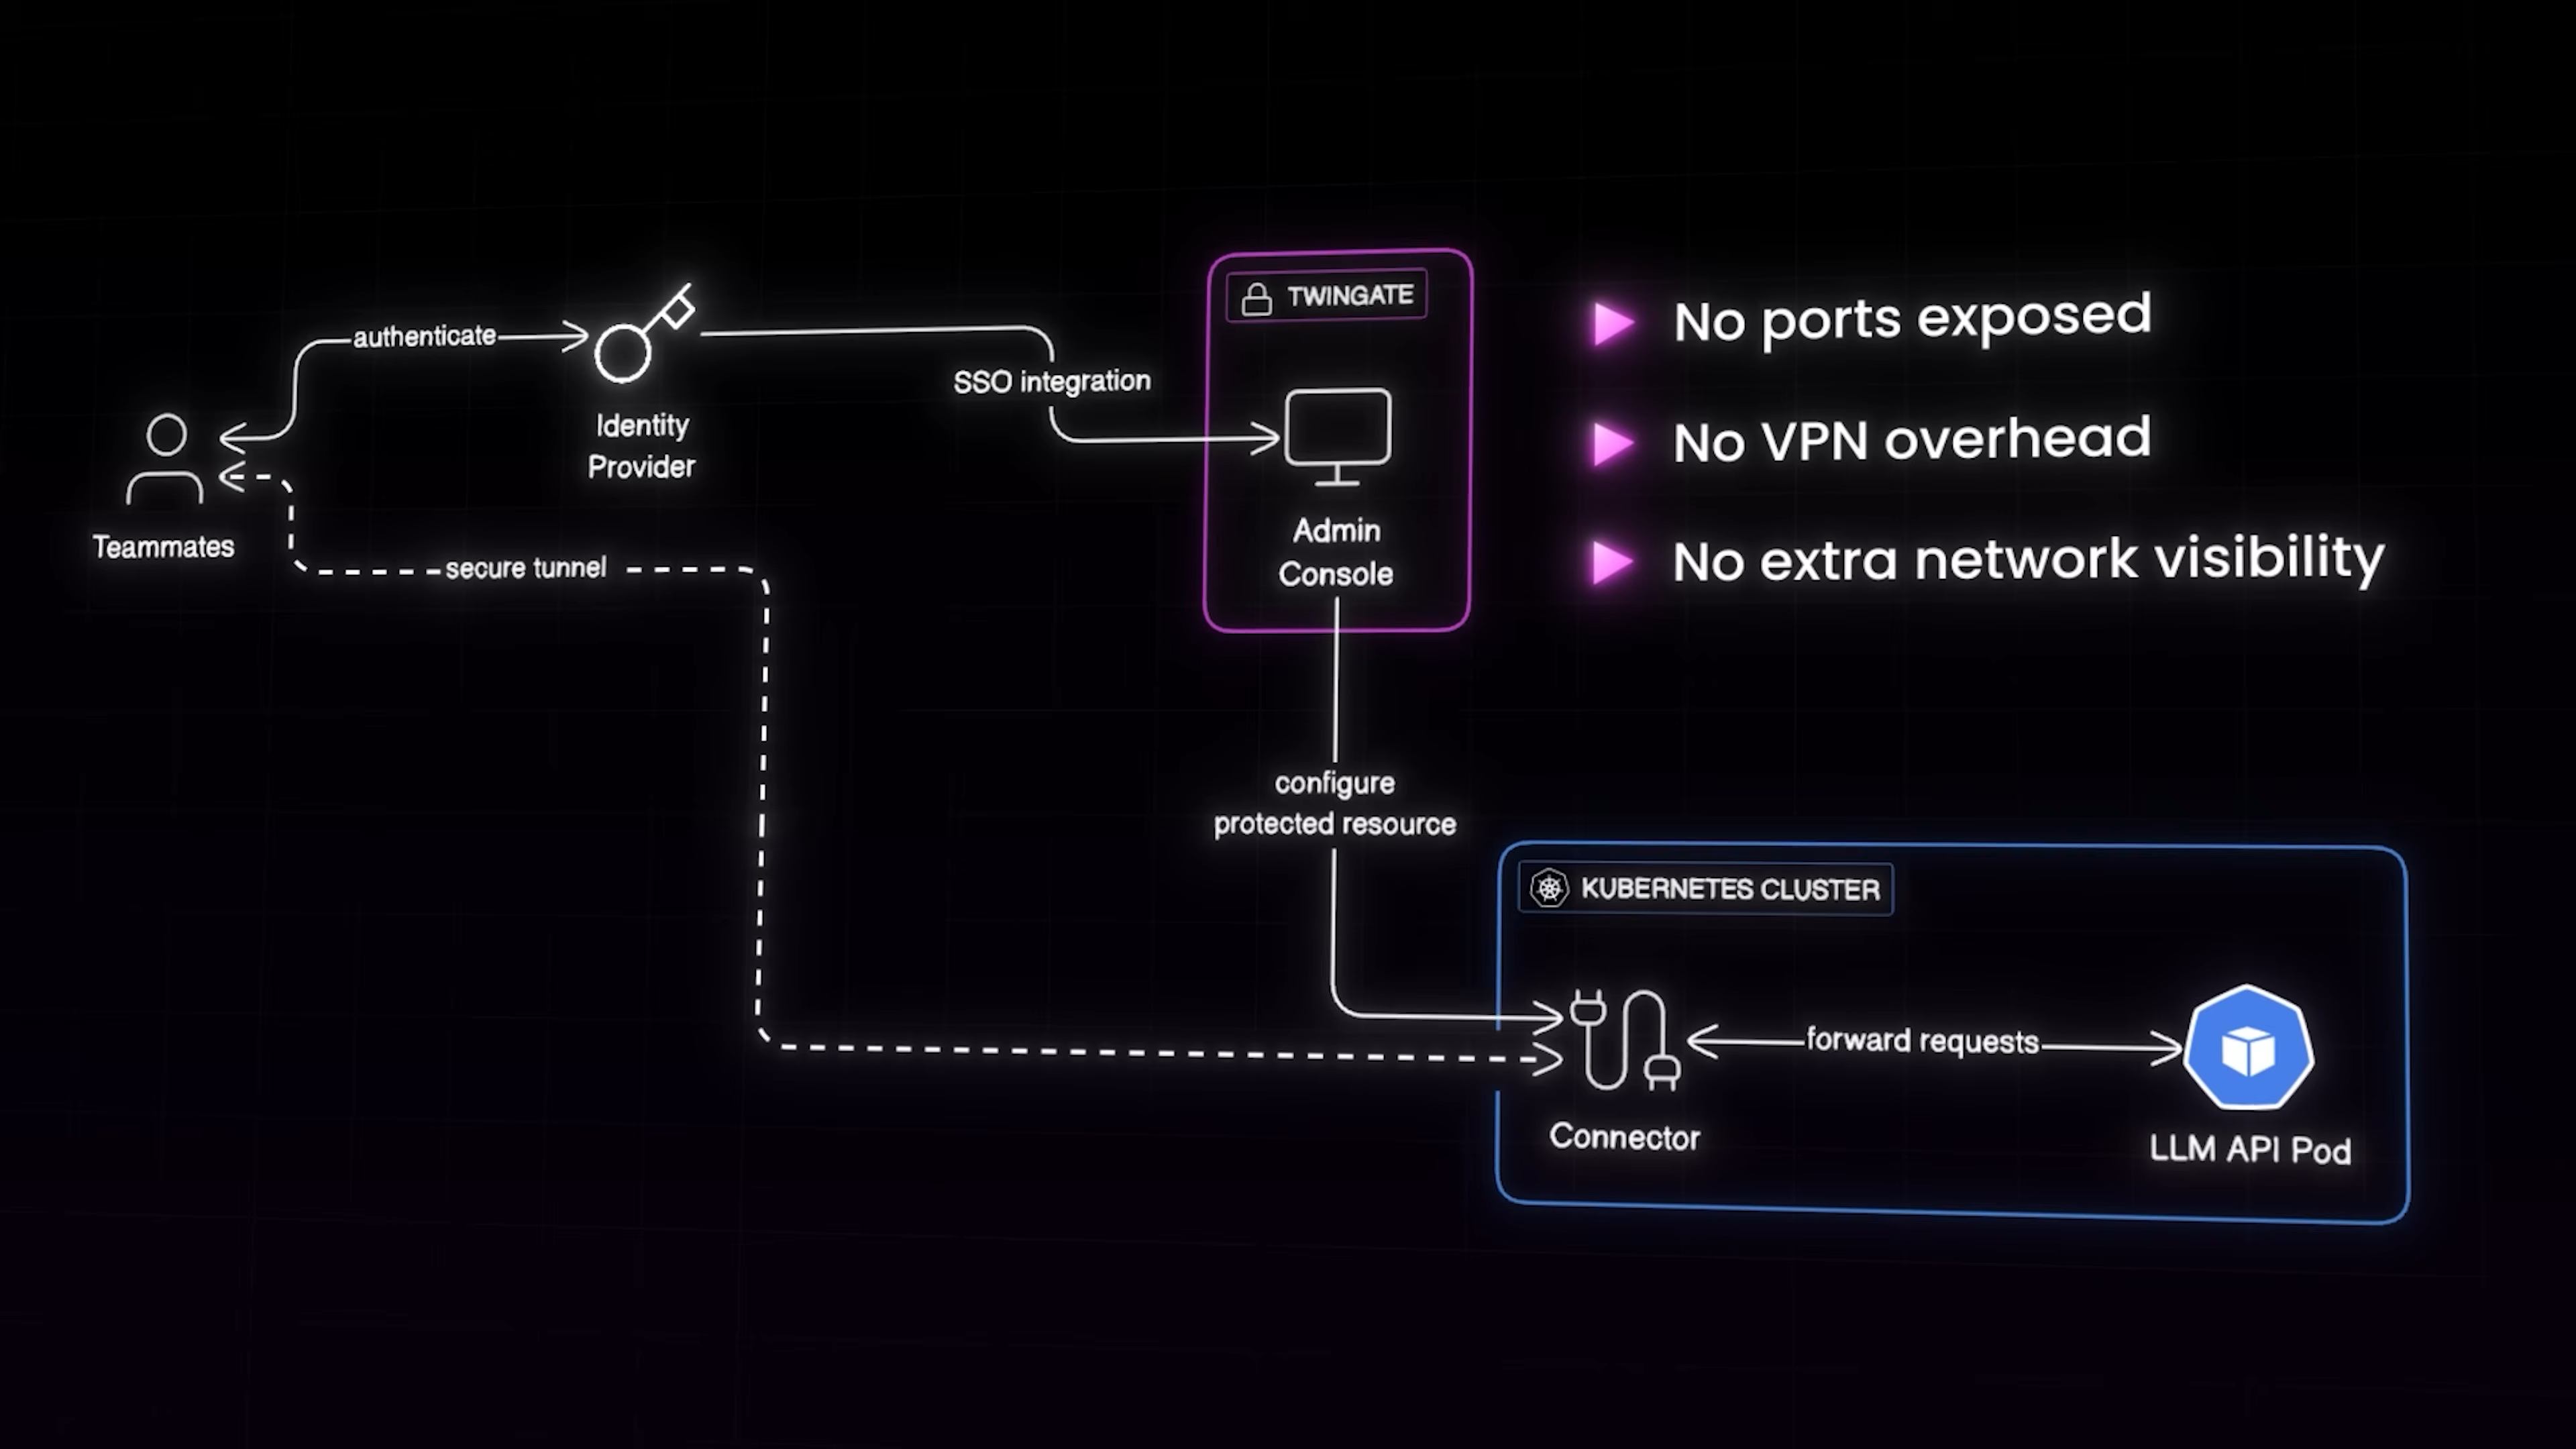 TWINGATE
No ports exposed
authenticate
SSO integration
Identity
Provider
No VPN overhead
Admin
Console
Teammates
secure tunnel
No extra network visibility
configure
protected resource
KUBERNETES CLUSTER
forward requests
Connector
LLM API Pod